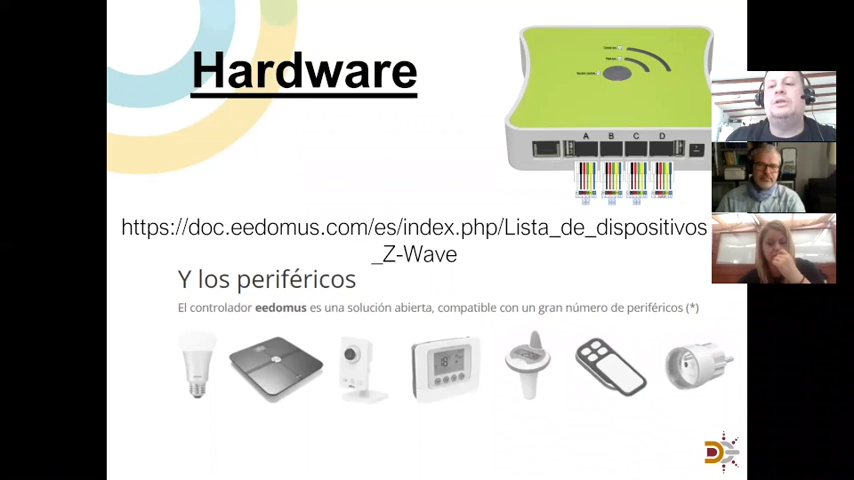 Hardware
A B C D
https://doc.eedomus.com/es/index.php/Lista_de_dispositivos
_Z-Wave
Y los periféricos
El controlador eedomus es una solución abierta, compatible con un gran número de periféricos (*)